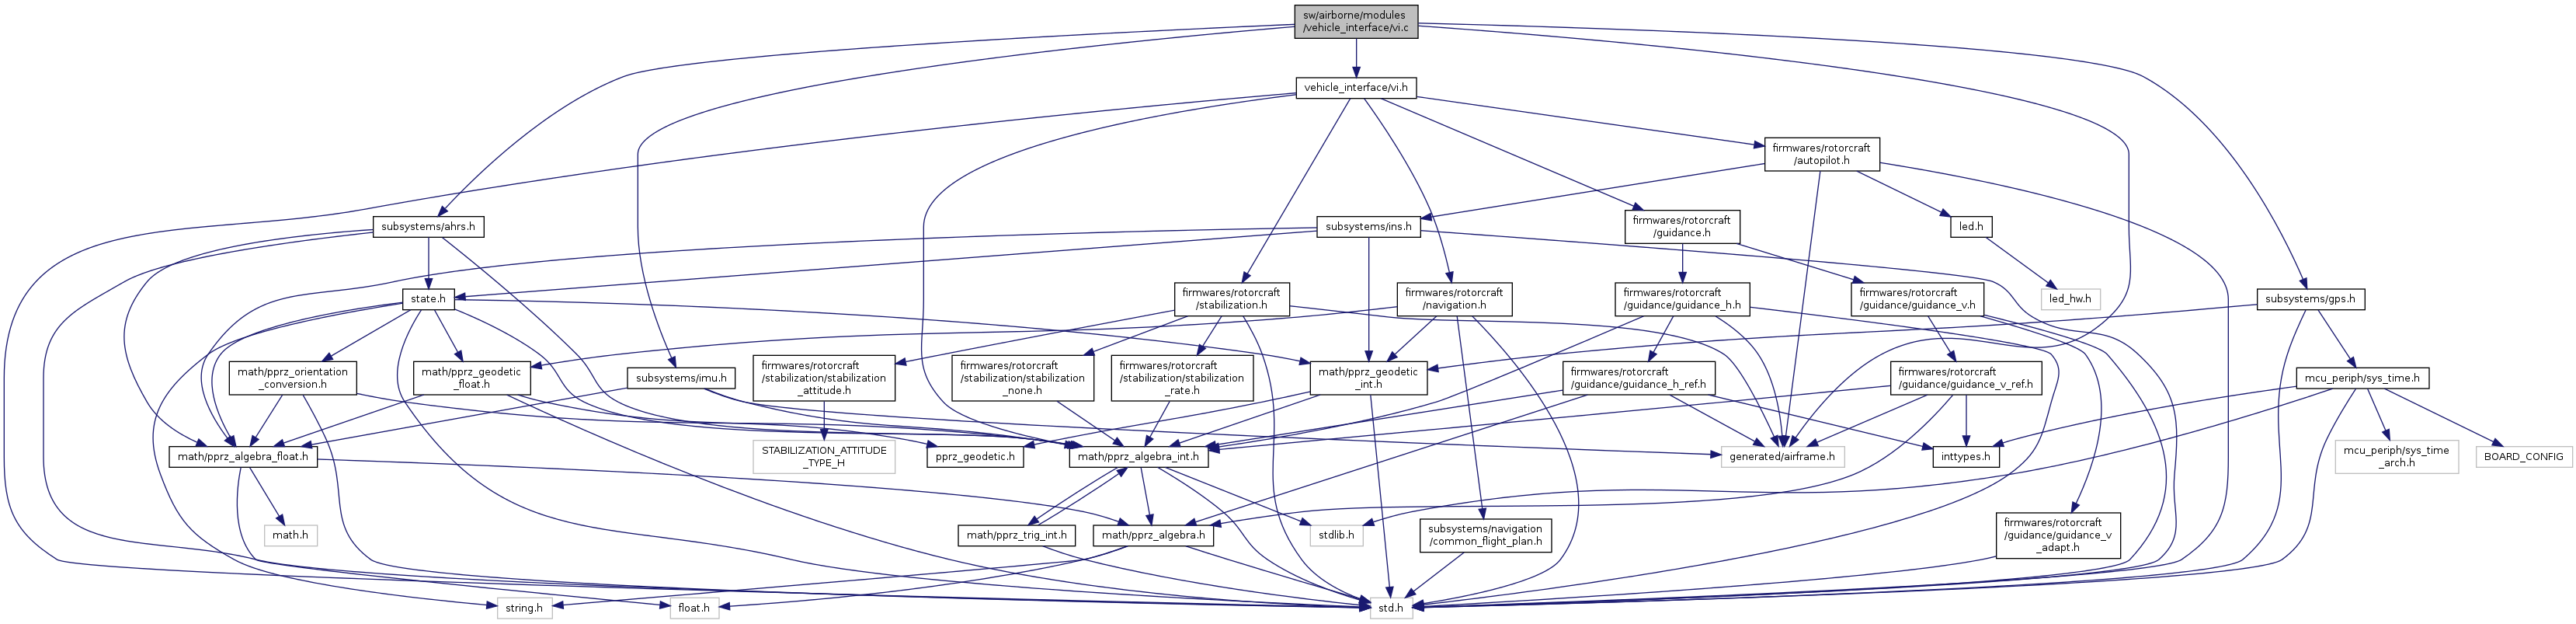 sw/airborne/modules
/vehicle_interface/vi.c
vehicle_interface/vi.h
firmwares/rotorcraft
/autopilot.h
subsystems/ahrs.h
subsystems/ins.h
firmwares/rotorcraft
/guidance.h
led.h
state.h
firmwares/rotorcraft
/stabilization.h
firmwares/rotorcraft
/navigation.h
firmwares/rotorcraft
/guidance/guidance_h.h
firmwares/rotorcraft
/guidance/guidance_v.h
led_hw.h
subsystems/gps.h
math/pprz_orientation
_conversion.h
math/pprz_geodetic
_float.h
subsystems/imu.h
firmwares/rotorcraft
/stabilization/stabilization
_attitude.h
firmwares/rotorcraft
/stabilization/stabilization
_none.h
firmwares/rotorcraft
/stabilization/stabilization
_rate.h
math/pprz_geodetic
_int.h
firmwares/rotorcraft
/guidance/guidance_h_ref.h
firmwares/rotorcraft
/guidance/guidance_v_ref.h
mcu_periph/sys_time.h
math/pprz_algebra_float.h
STABILIZATION_ATTITUDE
_TYPE_H
pprz_geodetic.h
math/pprz_algebra_int.h
generated/airframe.h
inttypes.h
mcu_periph/sys_time
_arch.h
BOARD_CONFIG
math.h
math/pprz_trig_int.h
math/pprz_algebra.h
stdlib.h
subsystems/navigation
/common_flight_plan.h
firmwares/rotorcraft
/guidance/guidance_v
_adapt.h
string.h
float.h
std.h